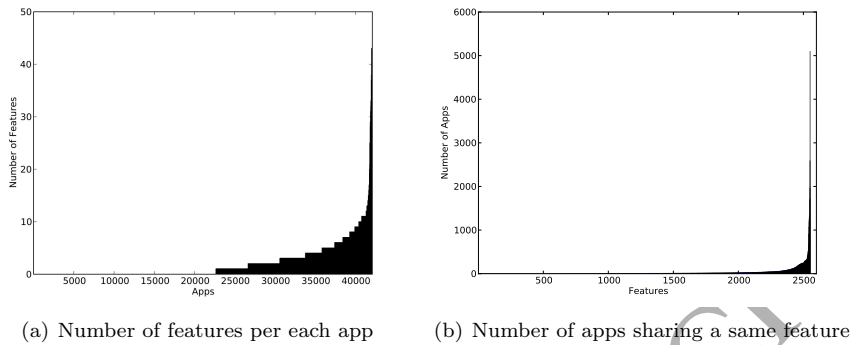 50
40
30
20
10
0
Number of Features
5000 10000 15000 20000 25000 30000 35000 40000
Apps
(a) Number of features per each app
6000
5000
4000
3000
2000
1000
0
Number of Apps
500 1000 1500 2000 2500
Features
(b) Number of apps sharing a same feature